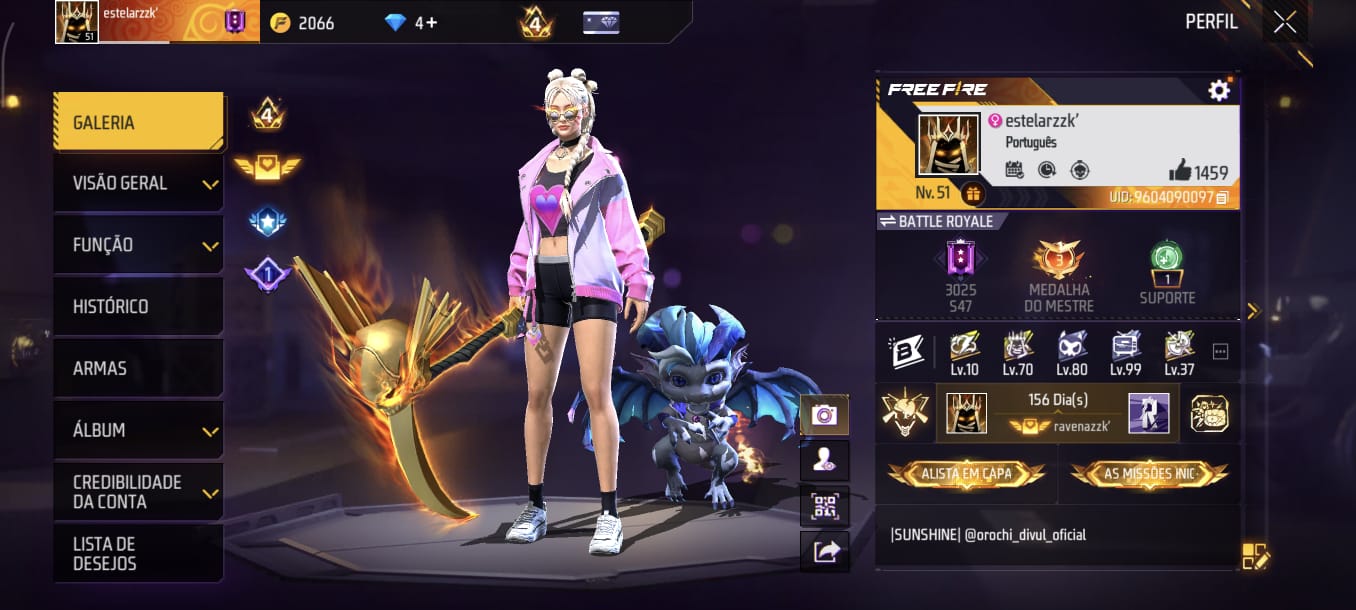 estelarzzk'
51
2066
4+
4
PERFIL
GALERIA
VISÃO GERAL
FUNÇÃO
HISTÓRICO
ARMAS
ÁLBUM
CREDIBILIDADE
DA CONTA
LISTA DE
DESEJOS
4
1
FREE FIRE
estelarzzk'
Português
1459
Nv. 51
UID:9604090097
BATTLE ROYALE
3
1
3025
S47
MEDALHA
DO MESTRE
SUPORTE
B
Lv.10
Lv.70
Lv.80
Lv.99
Lv.37
156 Dia(s)
ravenazzk'
R
ALISTA EM CAPA
AS MISSÕES INIC
|SUNSHINE| @orochi_divul_oficial